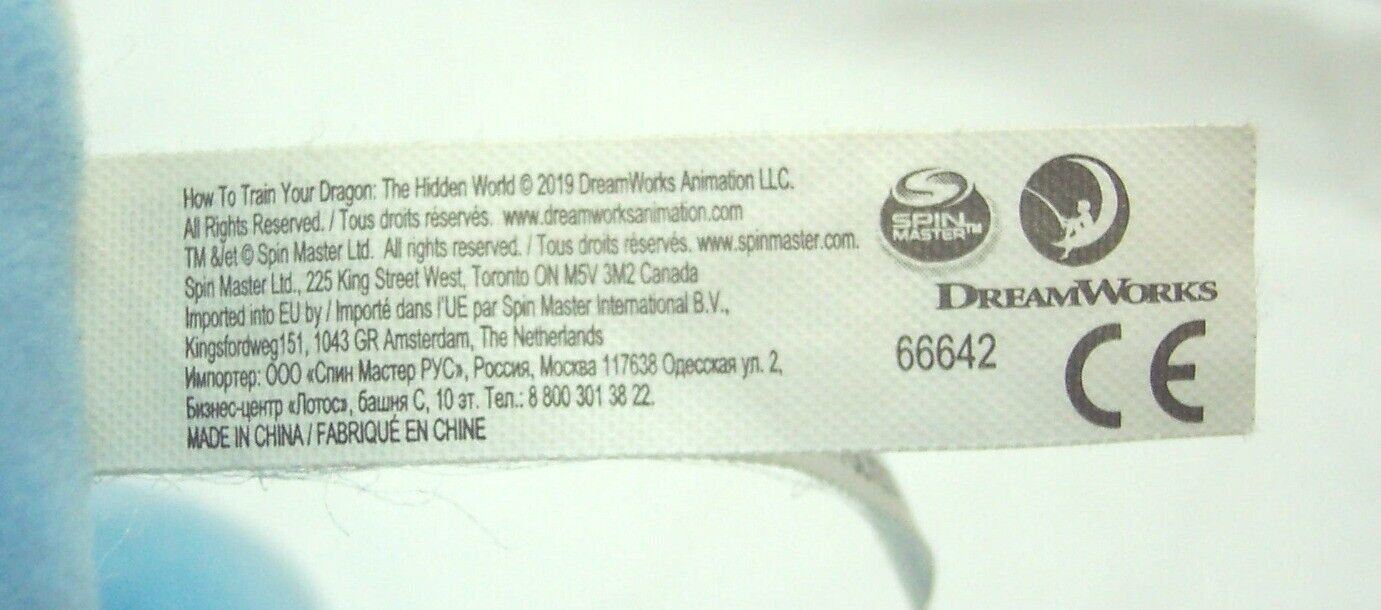 How To Train Your Dragon: The Hidden World © 2019 DreamWorks Animation LLC.
All Rights Reserved. / Tous droits réservés. www.dreamworksanimation.com
TM &/et © Spin Master Ltd. All rights reserved. / Tous droits réservés. www.spinmaster.com.
Spin Master Ltd., 225 King Street West, Toronto ON M5V 3M2 Canada
Imported into EU by / Importé dans l'UE par Spin Master International B.V.,
Kingsfordweg151, 1043 GR Amsterdam, The Netherlands
Импортер: ООО «Спин Мастер РУС», Россия, Москва 117638 Одесская ул. 2,
Бизнес-центр «Лотос», башня С, 10 эт. Тел.: 8 800 301 38 22.
MADE IN CHINA / FABRIQUÉ EN CHINE
SPIN
MASTER™
DREAMWORKS
66642
CE